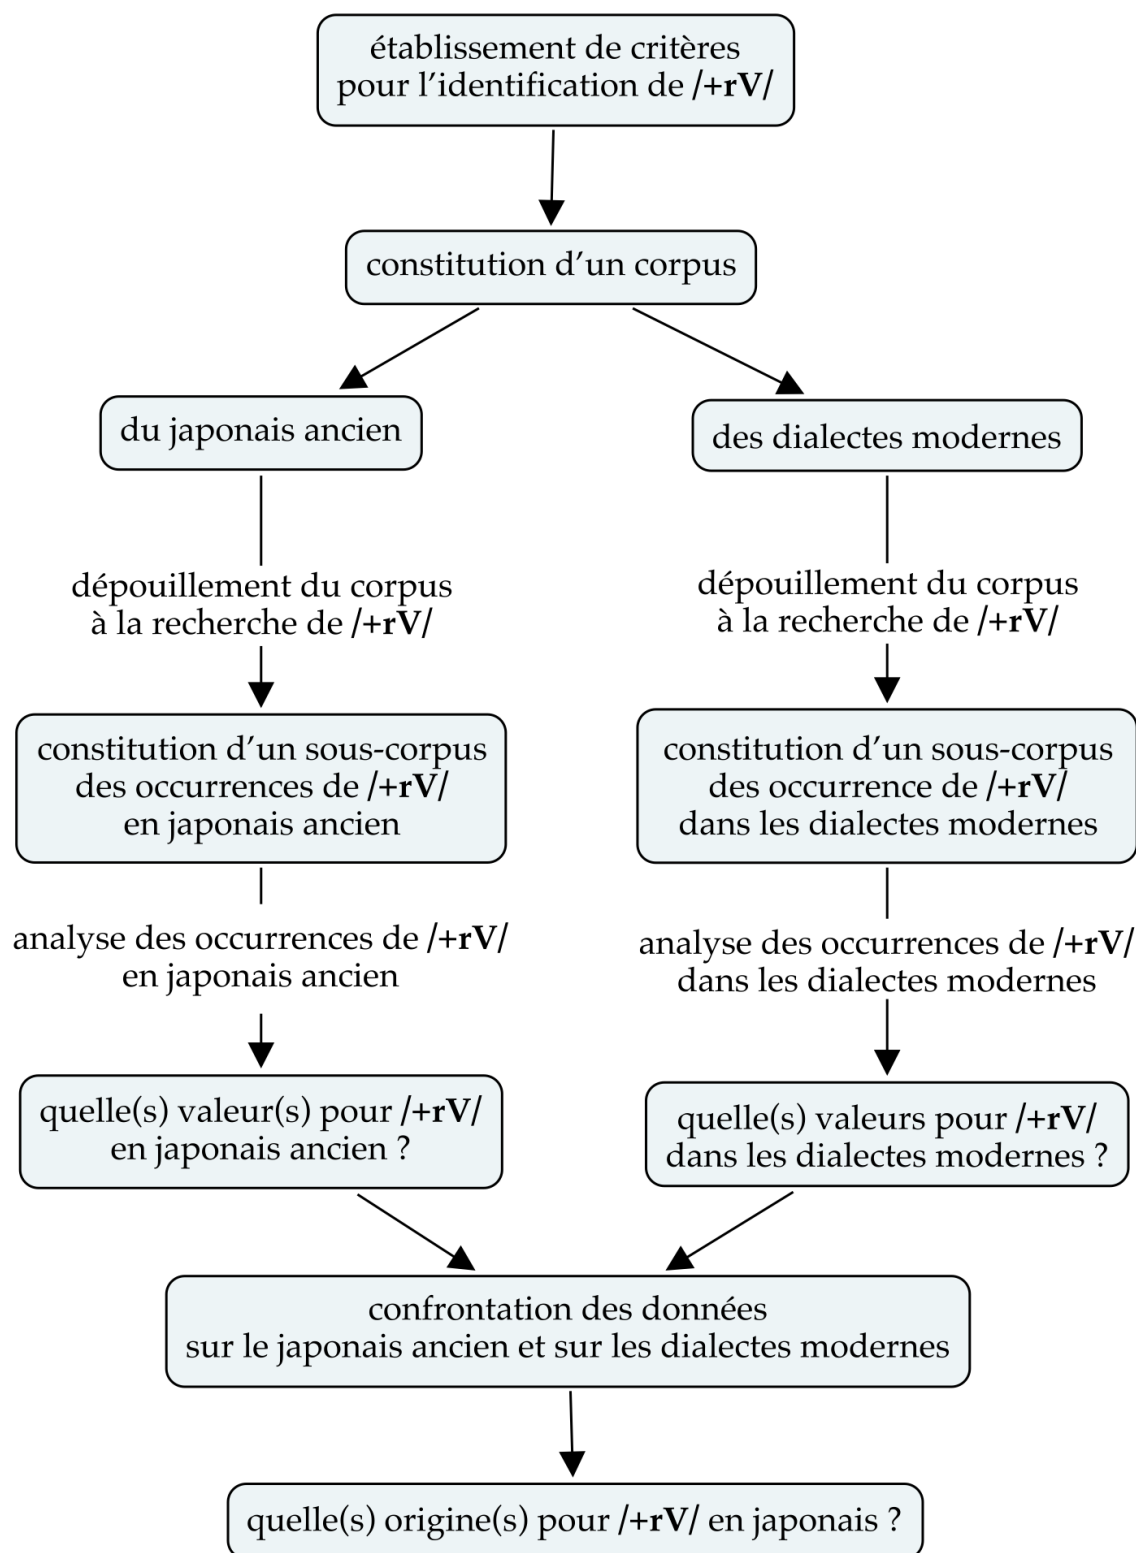 établissement de critères
pour l’identification de /+rV/
constitution d’un corpus
du japonais ancien
des dialectes modernes
dépouillement du corpus
à la recherche de /+rV/
dépouillement du corpus
à la recherche de /+rV/
constitution d’un sous-corpus
des occurrences de /+rV/
en japonais ancien
constitution d’un sous-corpus
des occurrence de /+rV/
dans les dialectes modernes
analyse des occurrences de /+rV/
en japonais ancien
analyse des occurrences de /+rV/
dans les dialectes modernes
quelle(s) valeur(s) pour /+rV/
en japonais ancien ?
quelle(s) valeurs pour /+rV/
dans les dialectes modernes ?
confrontation des données
sur le japonais ancien et sur les dialectes modernes
quelle(s) origine(s) pour /+rV/ en japonais ?